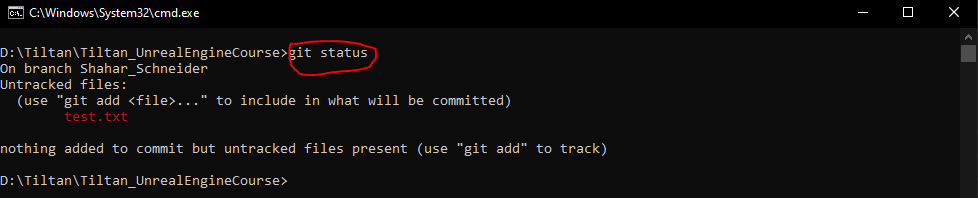 C:\Windows\System32\cmd.exe
D:\Tiltan\Tiltan_UnrealEngineCourse>git status
On branch Shahar_Schneider
Untracked files:
  (use "git add <file>..." to include in what will be committed)
        test.txt

nothing added to commit but untracked files present (use "git add" to track)

D:\Tiltan\Tiltan_UnrealEngineCourse>